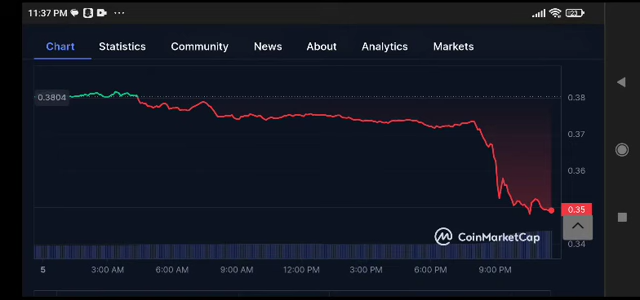 11:37 PM
Chart Statistics Community News About Analytics Markets
0.3804
0.38
0.37
0.36
0.35
0.34
CoinMarketCap
5 3:00 AM 6:00 AM 9:00 AM 12:00 PM 3:00 PM 6:00 PM 9:00 PM